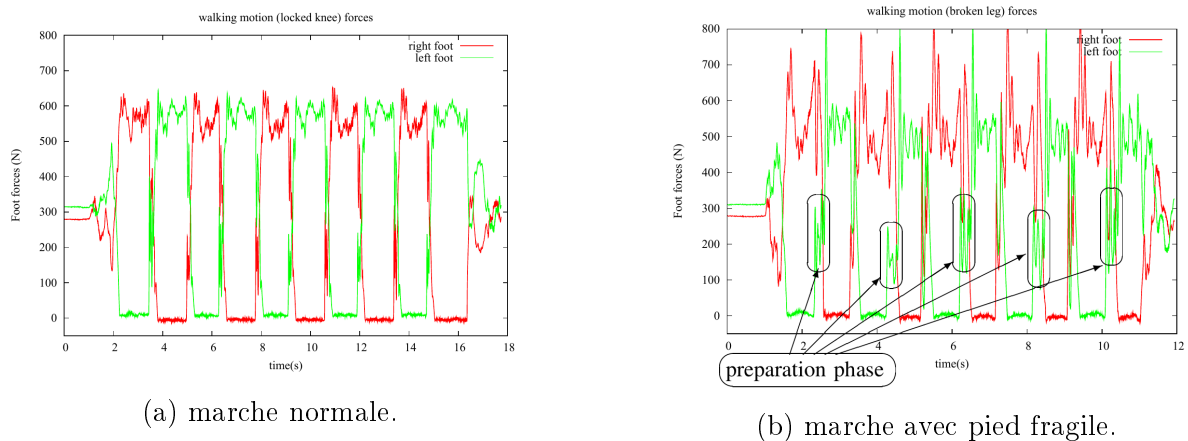 walking motion (locked knee) forces
800
700
600
500
400
300
200
100
0
Foot forces (N)
right foot
left foot
0 2 4 6 8 10 12 14 16 18
time(s)
(a) marche normale.
walking motion (broken leg) forces
800
700
600
500
400
300
200
100
0
Foot forces (N)
right foot
left foot
0 2 4 6 8 10 12
time(s)
preparation phase
(b) marche avec pied fragile.